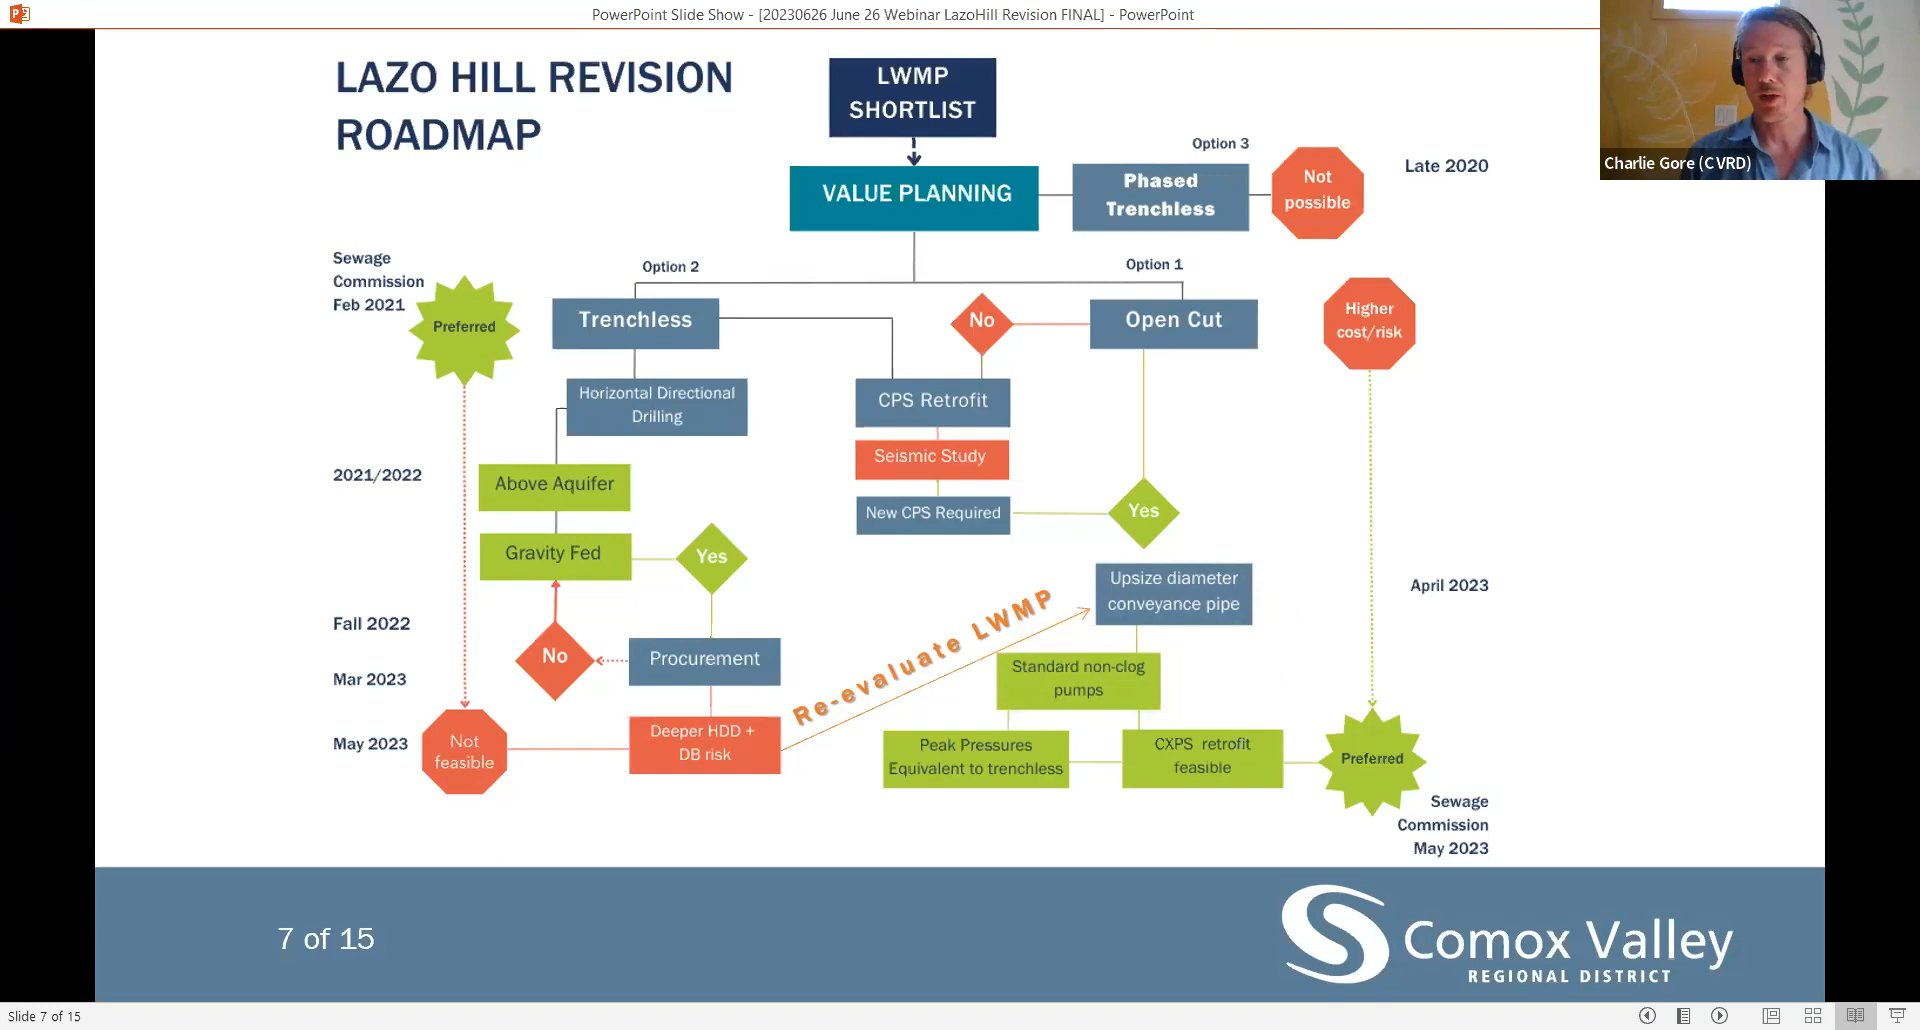 PowerPoint Slide Show - [20230626 June 26 Webinar LazoHill Revision FINAL] - PowerPoint
Charlie Gore (CVRD)
LAZO HILL REVISION
ROADMAP
LWMP
SHORTLIST
VALUE PLANNING
Option 3
Phased
Trenchless
Not
possible
Late 2020
Sewage
Commission
Feb 2021
Preferred
Option 2
Trenchless
Option 1
No
Open Cut
Higher
cost/risk
Horizontal Directional
Drilling
CPS Retrofit
Seismic Study
New CPS Required
Yes
2021/2022
Above Aquifer
Gravity Fed
Yes
Upsize diameter
conveyance pipe
April 2023
Fall 2022
No
Procurement
Re-evaluate LWMP
Mar 2023
Standard non-clog
pumps
May 2023
Not
feasible
Deeper HDD +
DB risk
Peak Pressures
Equivalent to trenchless
CXPS retrofit
feasible
Preferred
Sewage
Commission
May 2023
7 of 15
Comox Valley
REGIONAL DISTRICT
Slide 7 of 15